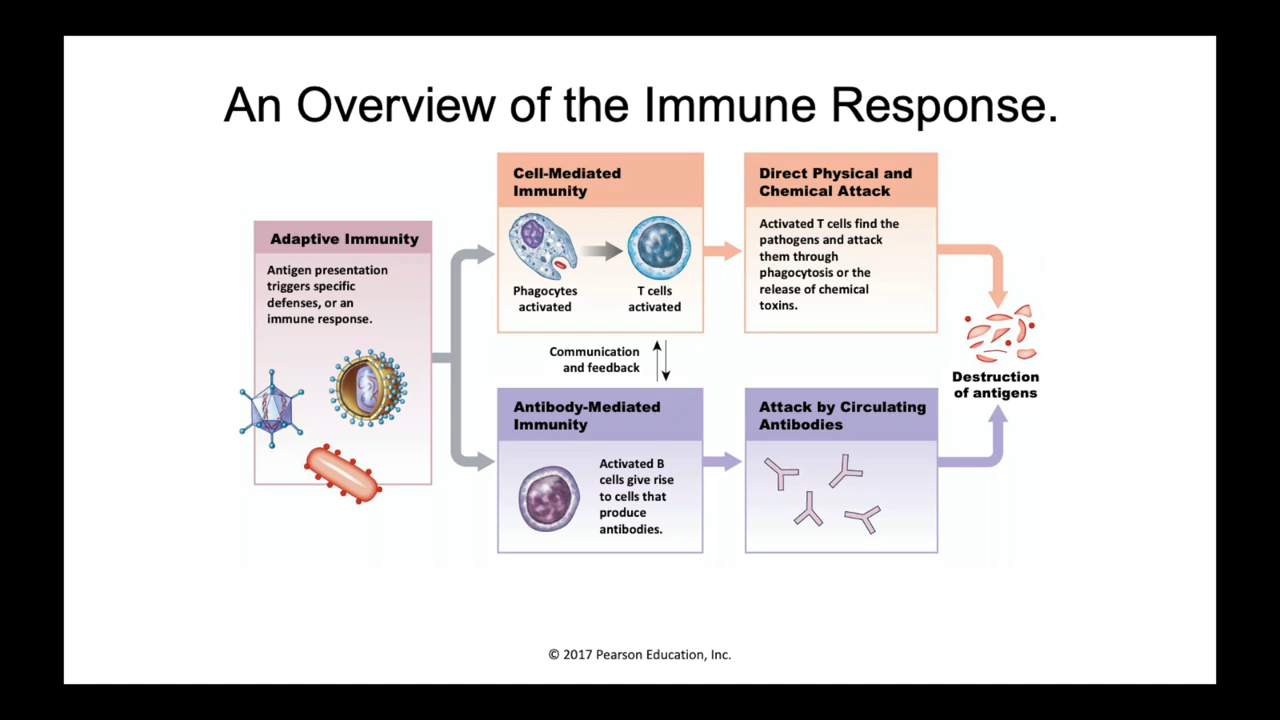 An Overview of the Immune Response.
Adaptive Immunity
Antigen presentation
triggers specific
defenses, or an
immune response.
Cell-Mediated
Immunity
Phagocytes
activated
T cells
activated
Direct Physical and
Chemical Attack
Activated T cells find the
pathogens and attack
them through
phagocytosis or the
release of chemical
toxins.
Communication
and feedback
Antibody-Mediated
Immunity
Activated B
cells give rise
to cells that
produce
antibodies.
Attack by Circulating
Antibodies
Destruction
of antigens
© 2017 Pearson Education, Inc.